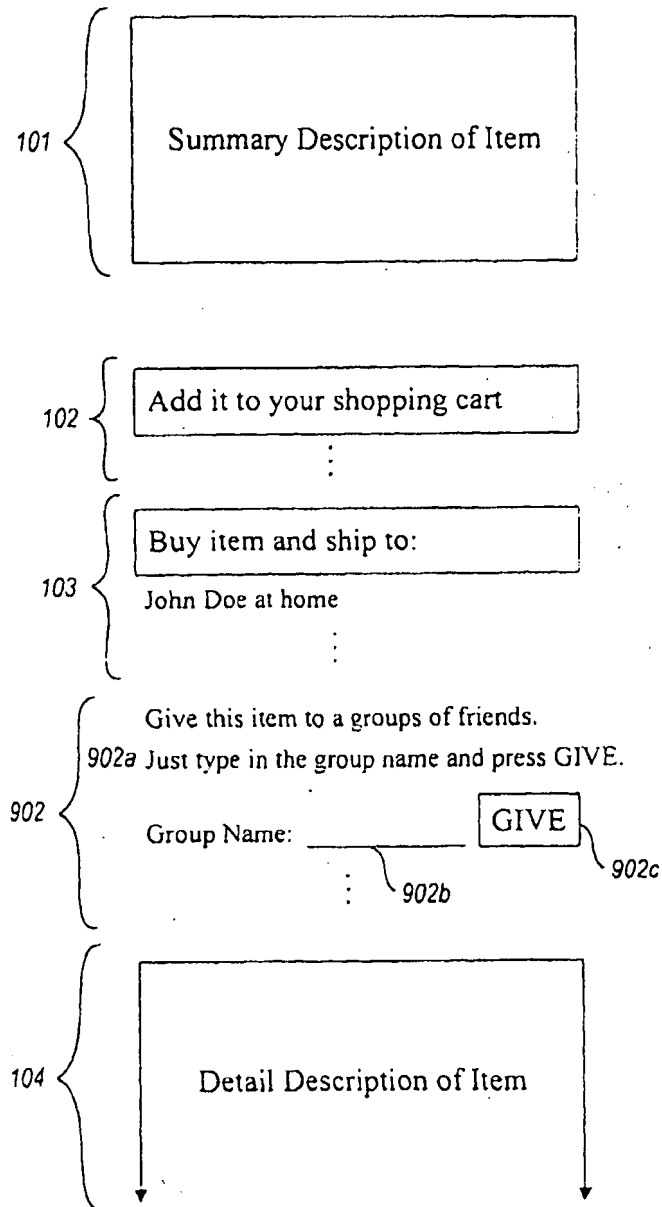 101
Summary Description of Item
102
Add it to your shopping cart
103
Buy item and ship to:
John Doe at home
902
Give this item to a groups of friends.
902a Just type in the group name and press GIVE.
Group Name: GIVE
902b
902c
104
Detail Description of Item